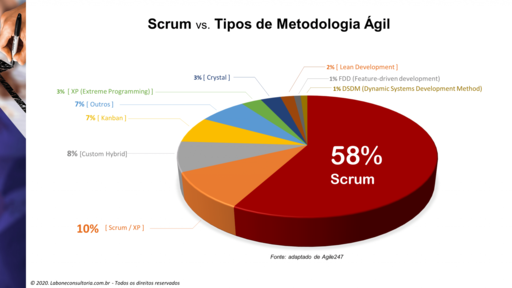 Scrum vs. Tipos de Metodologia Ágil
2% [ Lean Development ]
3% [ Crystal ]
1% FDD (Feature-driven development)
1% DSDM (Dynamic Systems Development Method)
3% [ XP (Extreme Programming) ]
7% [ Outros ]
7% [ Kanban ]
8% (Custom Hybrid)
58%
Scrum
10% [ Scrum / XP ]
Fonte: adaptado de Agile247
© 2020. Laboneconsultoria.com.br - Todos os direitos reservados